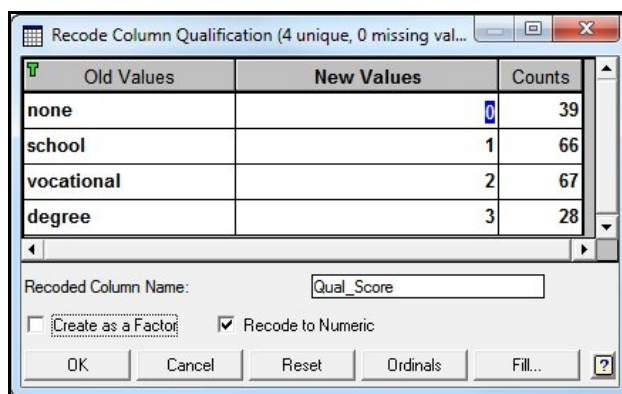 Recode Column Qualification (4 unique, 0 missing val...
T Old Values New Values Counts
none 0 39
school 1 66
vocational 2 67
degree 3 28
Recoded Column Name: Qual_Score
Create as a Factor Recode to Numeric
OK Cancel Reset Ordinals Fill... ?